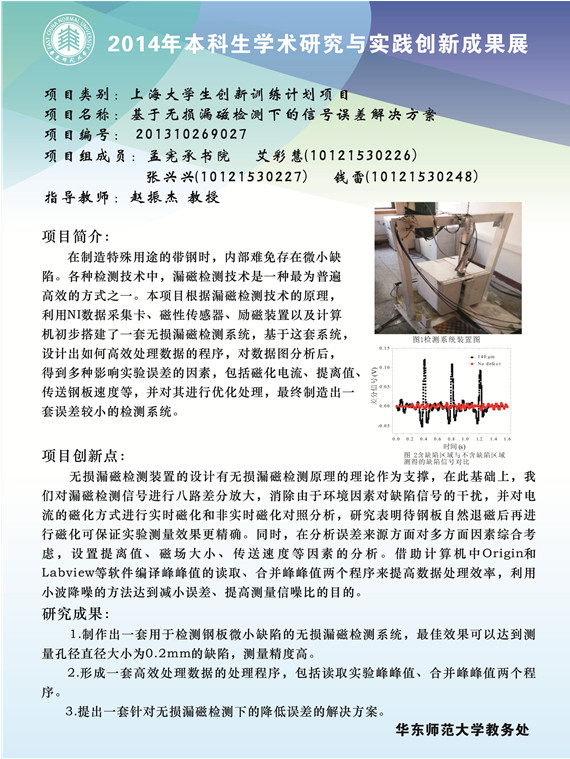 EAST CHINA NORMAL UNIVERSITY
2014年本科生学术研究与实践创新成果展
项目类别：上海大学生创新训练计划项目
项目名称：基于无损漏磁检测下的信号误差解决方案
项目编号： 201310269027
项目组成员：孟宪承书院 艾彩慧(10121530226)
张兴兴(10121530227) 钱雷(10121530248)
指导教师：赵振杰 教授
项目简介：
在制造特殊用途的带钢时，内部难免存在微小缺
陷。各种检测技术中，漏磁检测技术是一种最为普遍
高效的方式之一。本项目根据漏磁检测技术的原理，
利用NI数据采集卡、磁性传感器、励磁装置以及计算
机初步搭建了一套无损漏磁检测系统，基于这套系统，
设计出如何高效处理数据的程序，对数据图分析后，
得到多种影响实验误差的因素，包括磁化电流、提离值、
传送钢板速度等，并对其进行优化处理，最终制造出一
套误差较小的检测系统。
图1检测系统装置图
0.15
0.10
0.05
0.00
-0.05
140μm
No defect
0.0 0.2 0.4 0.6 0.8 1.0 1.2 1.4 1.6
时间(s)
图 2含缺陷区域与不含缺陷区域
测得的缺陷信号对比
项目创新点：
无损漏磁检测装置的设计有无损漏磁检测原理的理论作为支撑，在此基础上，我
们对漏磁检测信号进行八路差分放大，消除由于环境因素对缺陷信号的干扰，并对电
流的磁化方式进行实时磁化和非实时磁化对照分析，研究表明待钢板自然退磁后再进
行磁化可保证实验测量效果更精确。同时，在分析误差来源方面对多方面因素综合考
虑，设置提离值、磁场大小、传送速度等因素的分析。借助计算机中Origin和
Labview等软件编译峰峰值的读取、合并峰峰值两个程序来提高数据处理效率，利用
小波降噪的方法达到减小误差、提高测量信噪比的目的。
研究成果：
1.制作出一套用于检测钢板微小缺陷的无损漏磁检测系统，最佳效果可以达到测
量孔径直径大小为0.2mm的缺陷，测量精度高。
2.形成一套高效处理数据的处理程序，包括读取实验峰峰值、合并峰峰值两个程
序。
3.提出一套针对无损漏磁检测下的降低误差的解决方案。
华东师范大学教务处